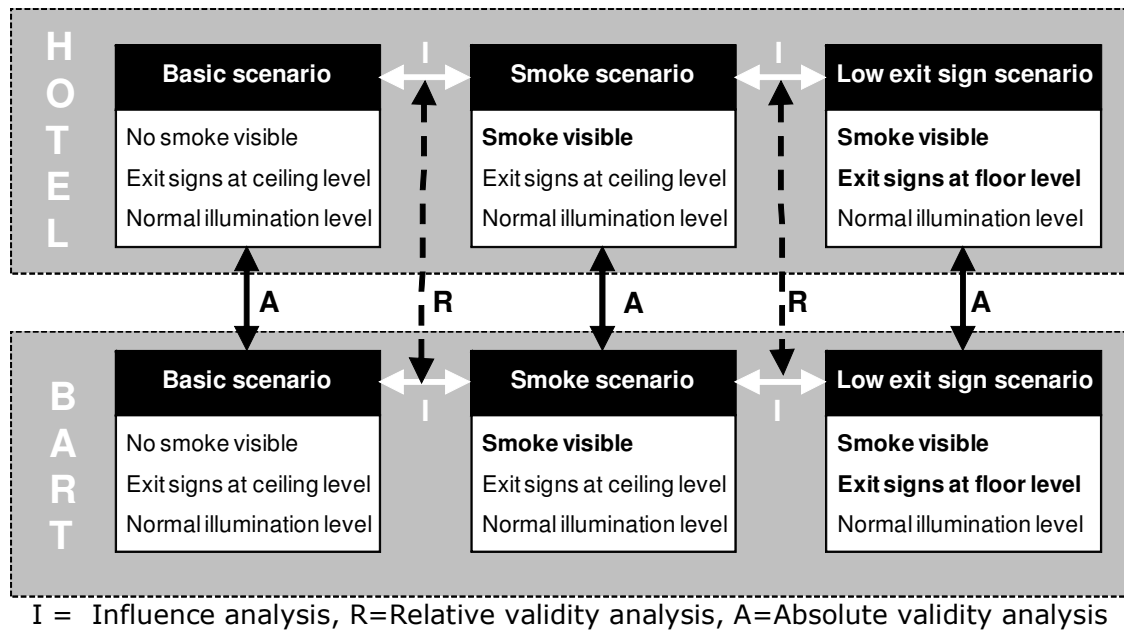 HOTEL
I
I
Basic scenario
Smoke scenario
Low exit sign scenario
No smoke visible
Exit signs at ceiling level
Normal illumination level
Smoke visible
Exit signs at ceiling level
Normal illumination level
Smoke visible
Exit signs at floor level
Normal illumination level
A
R
A
R
A
BART
Basic scenario
Smoke scenario
Low exit sign scenario
I
I
No smoke visible
Exit signs at ceiling level
Normal illumination level
Smoke visible
Exit signs at ceiling level
Normal illumination level
Smoke visible
Exit signs at floor level
Normal illumination level
I = Influence analysis, R=Relative validity analysis, A=Absolute validity analysis